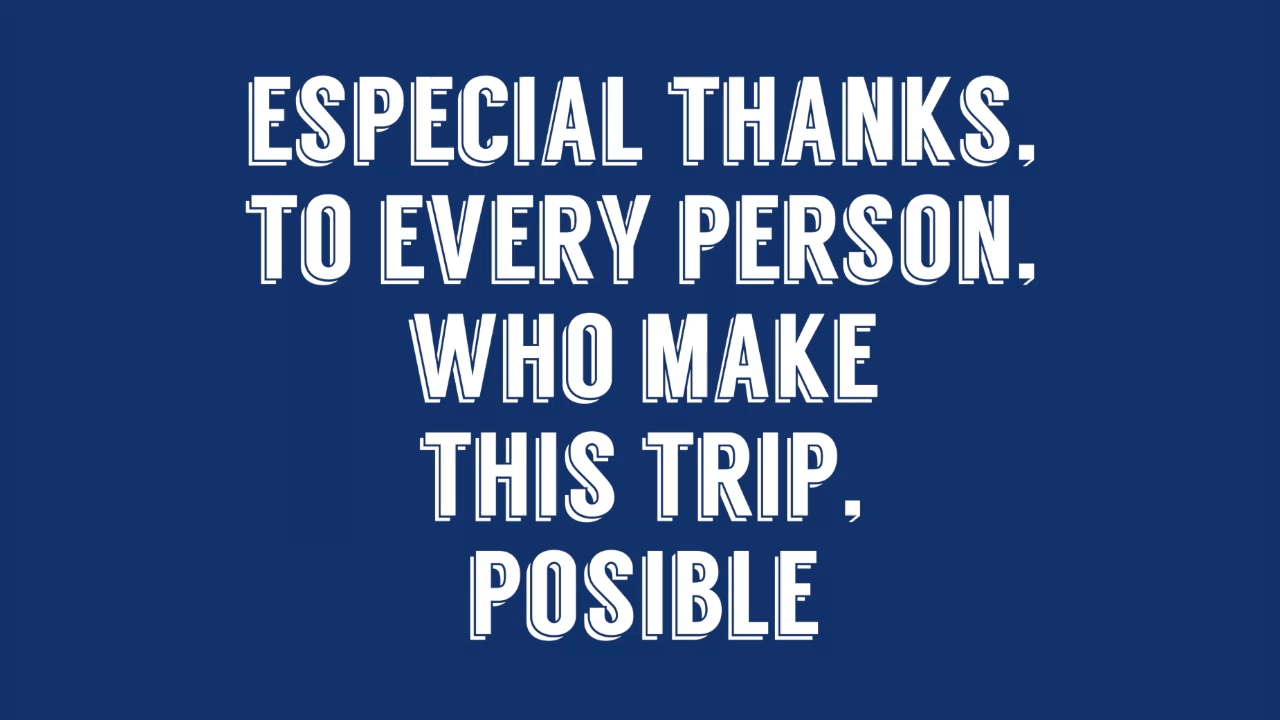 ESPECIAL THANKS,
TO EVERY PERSON,
WHO MAKE
THIS TRIP,
POSIBLE